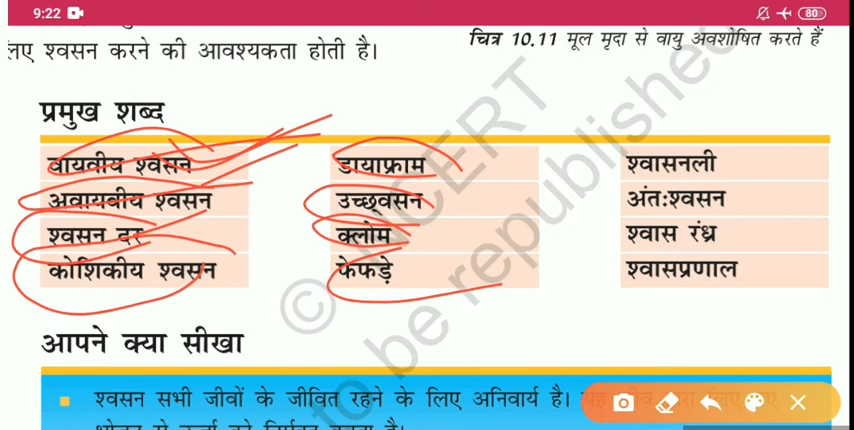 9:22
80
लिए श्वसन करने की आवश्यकता होती है।
चित्र 10.11 मूल मृदा से वायु अवशोषित करते हैं
प्रमुख शब्द
वायवीय श्वसन डायाफ्राम श्वासनली
अवायवीय श्वसन उच्छ्वसन अंतःश्वसन
श्वसन दर क्लोम श्वास रंध्र
कोशिकीय श्वसन फेफड़े श्वासप्रणाल
© NCERT
to be republished
आपने क्या सीखा
श्वसन सभी जीवों के जीवित रहने के लिए अनिवार्य है।